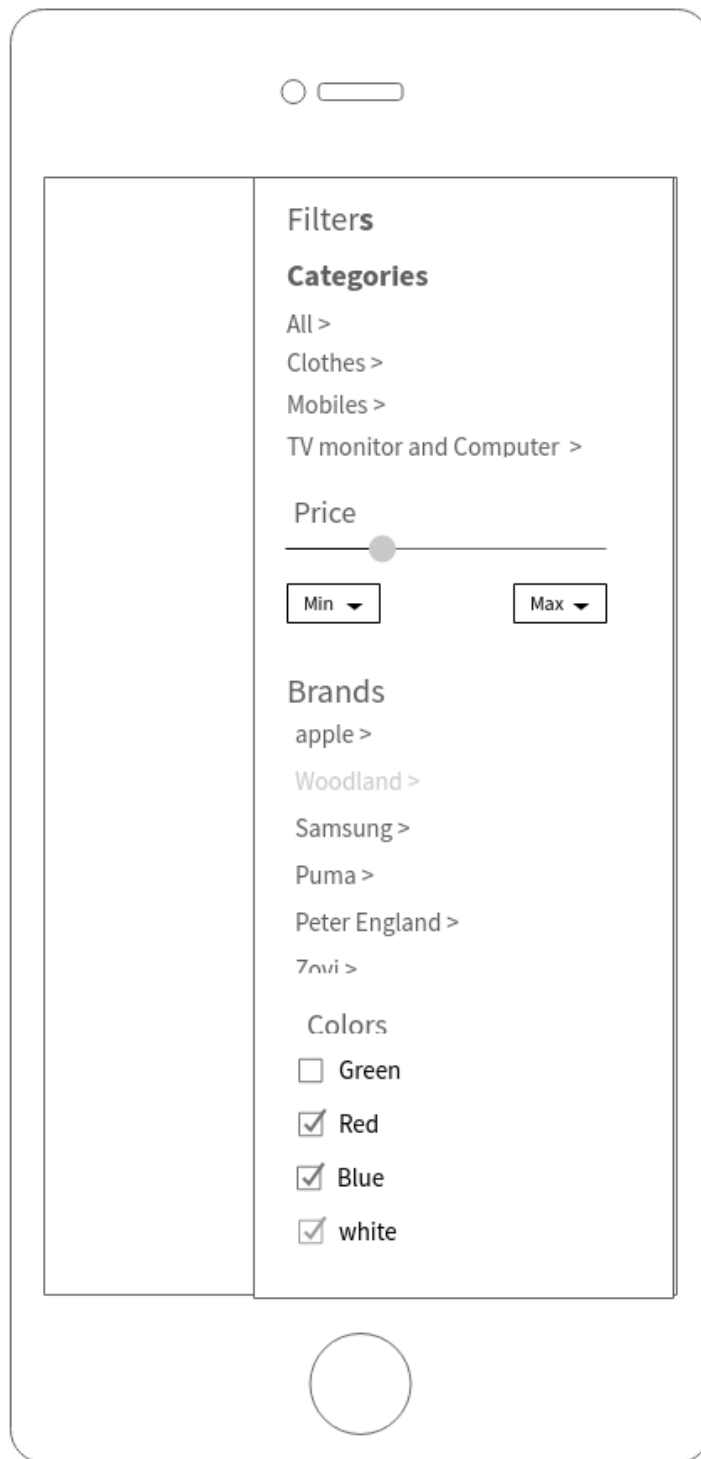 Filters
Categories
All >
Clothes >
Mobiles >
TV monitor and Computer >
Price
Min
Max
Brands
apple >
Woodland >
Samsung >
Puma >
Peter England >
Zovi >
Colors
Green
Red
Blue
white